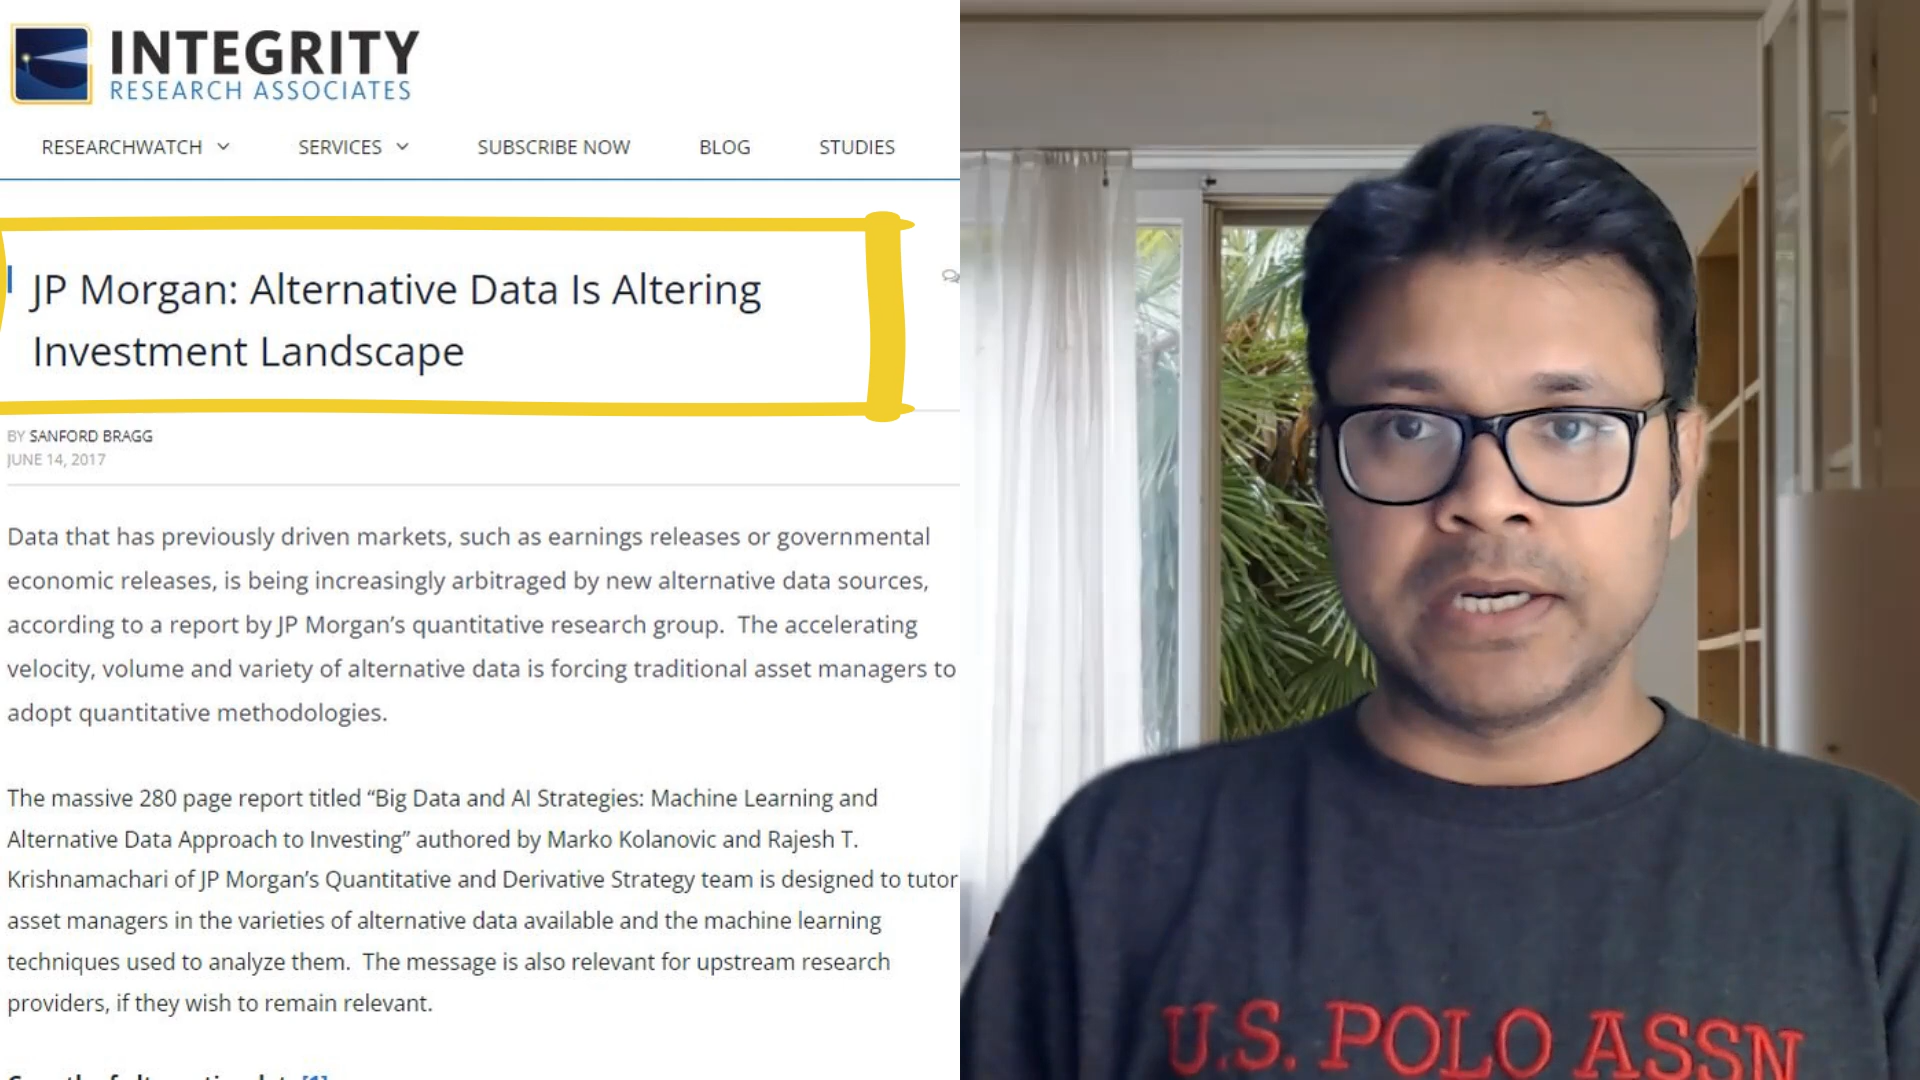 INTEGRITY
RESEARCH ASSOCIATES
RESEARCHWATCH SERVICES SUBSCRIBE NOW BLOG STUDIES
JP Morgan: Alternative Data Is Altering
Investment Landscape
BY SANFORD BRAGG
JUNE 14, 2017
Data that has previously driven markets, such as earnings releases or governmental
economic releases, is being increasingly arbitraged by new alternative data sources,
according to a report by JP Morgan’s quantitative research group. The accelerating
velocity, volume and variety of alternative data is forcing traditional asset managers to
adopt quantitative methodologies.
The massive 280 page report titled “Big Data and AI Strategies: Machine Learning and
Alternative Data Approach to Investing” authored by Marko Kolanovic and Rajesh T.
Krishnamachari of JP Morgan’s Quantitative and Derivative Strategy team is designed to tutor
asset managers in the varieties of alternative data available and the machine learning
techniques used to analyze them. The message is also relevant for upstream research
providers, if they wish to remain relevant.
U.S. POLO ASSN